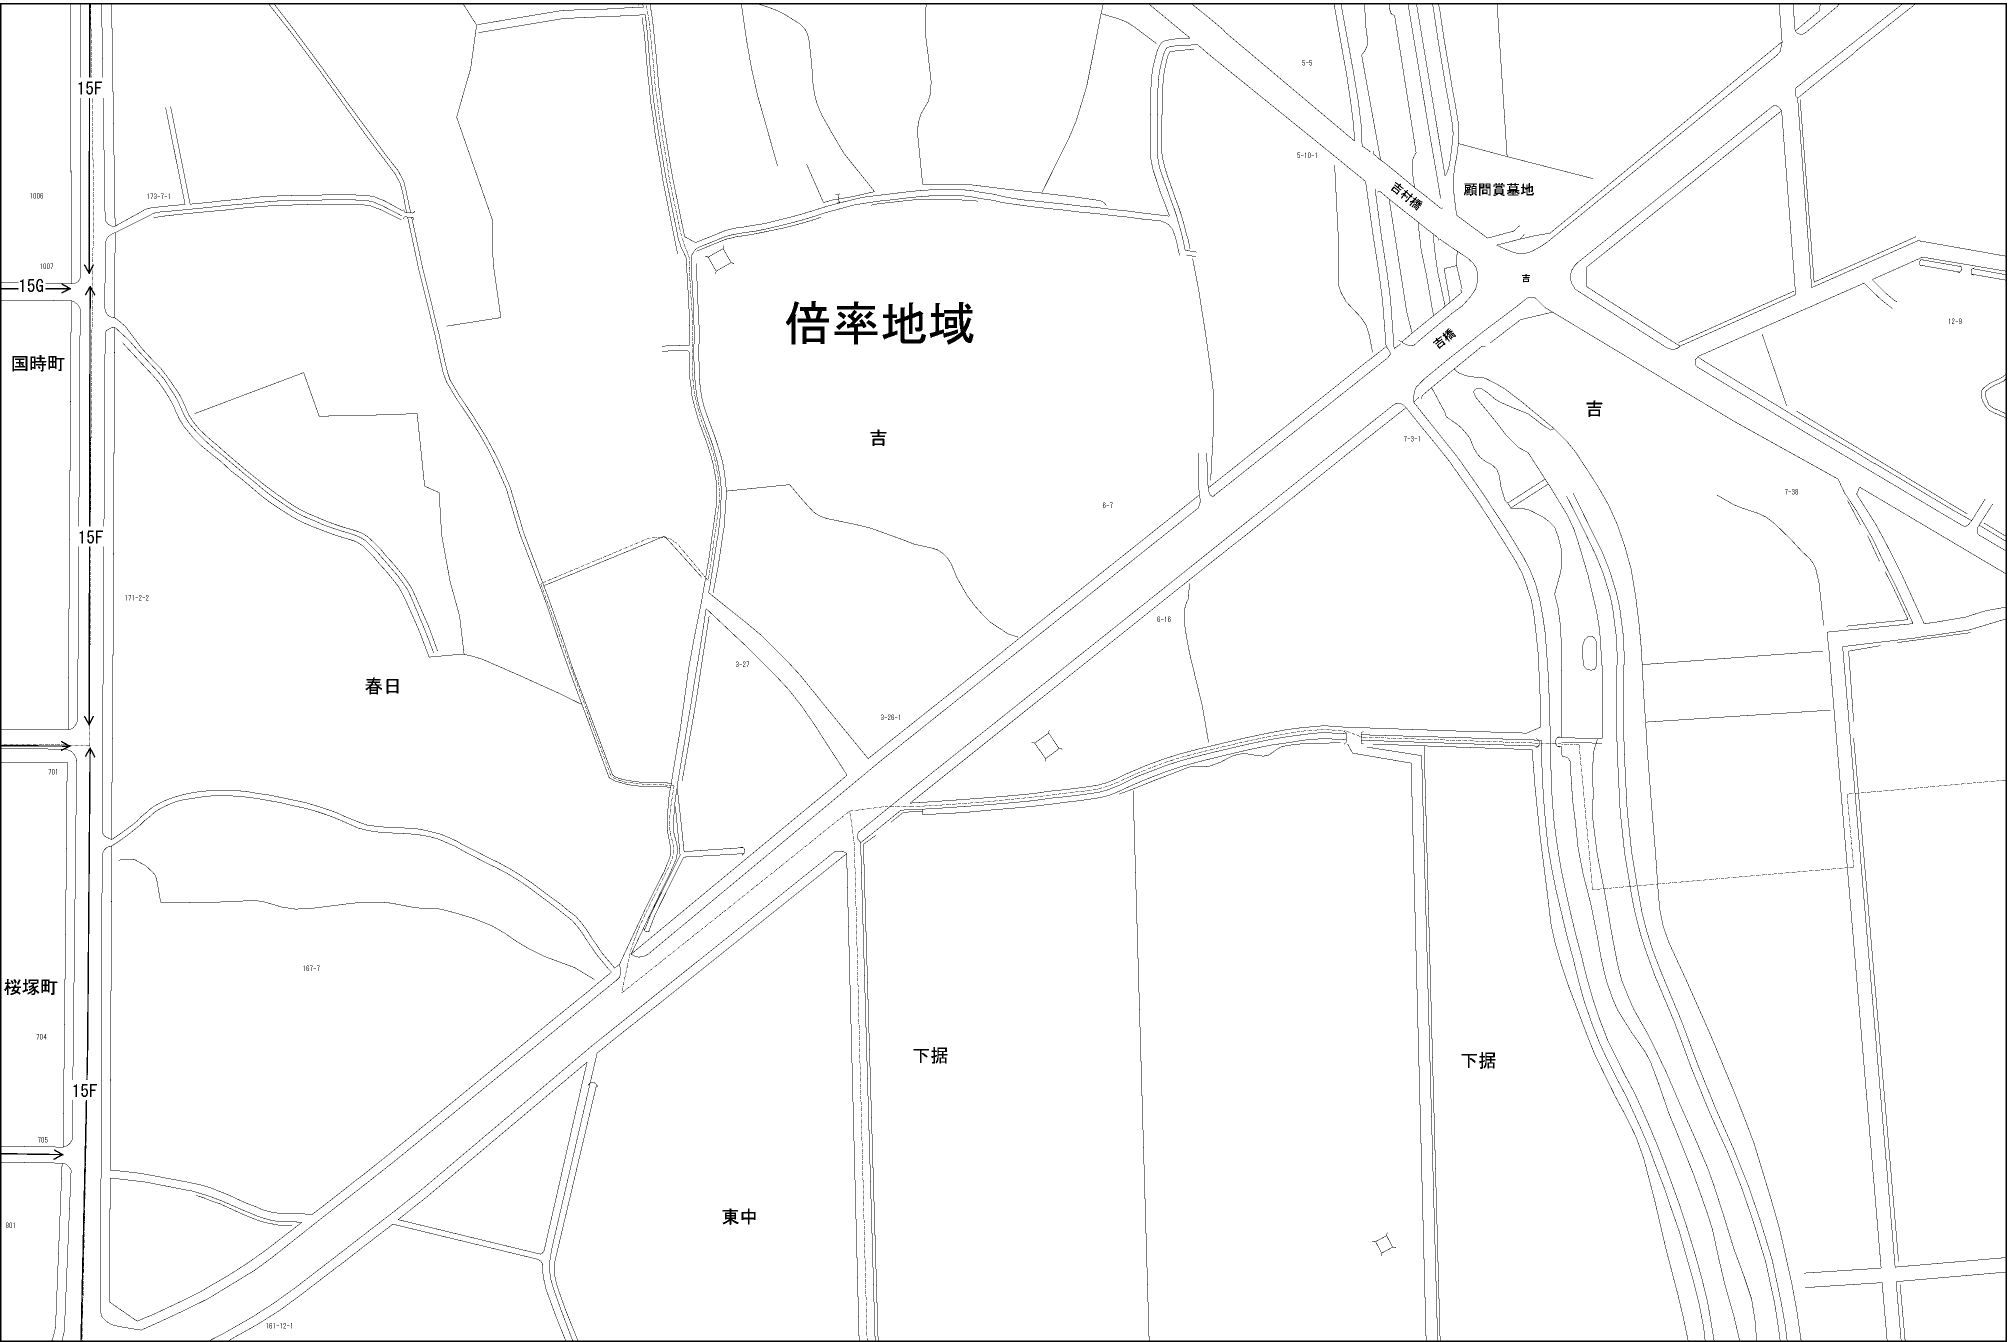 15F
5-5
5-10-1
1006
173-7-1
吉村橋
顧問賞墓地
1007
15G
吉
倍率地域
12-9
国時町
吉橋
吉
吉
7-3-1
7-38
6-7
15F
171-2-2
6-16
3-27
春日
3-26-1
701
167-7
桜塚町
704
下据
下据
15F
705
東中
801
161-12-1